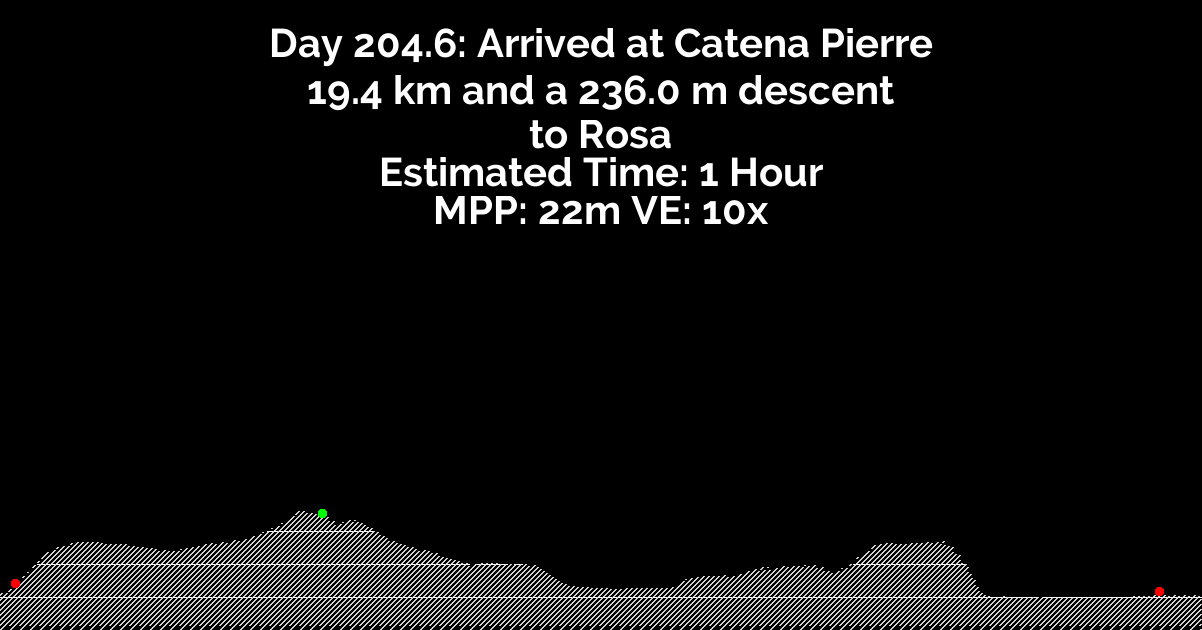 Day 204.6: Arrived at Catena Pierre
19.4 km and a 236.0 m descent
to Rosa
Estimated Time: 1 Hour
MPP: 22m VE: 10x